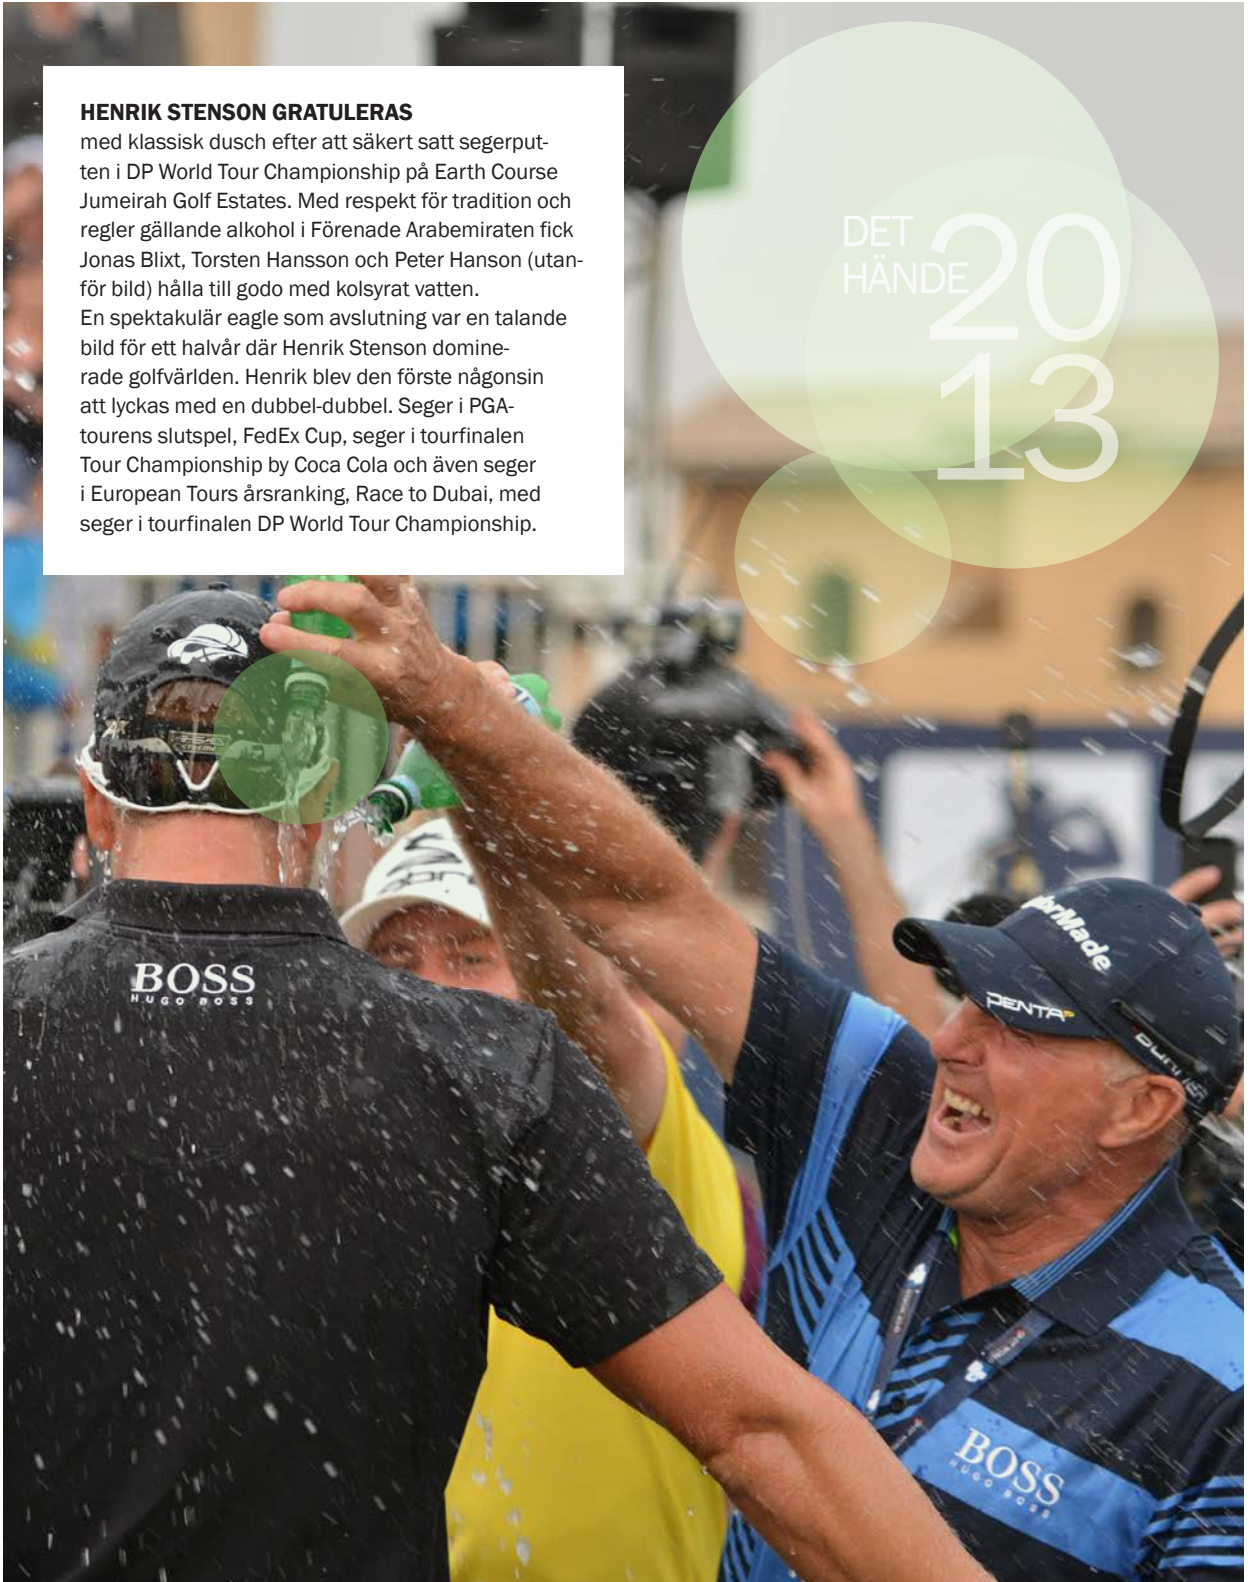 HENRIK STENSON GRATULERAS
med klassisk dusch efter att säkert satt segerput-
ten i DP World Tour Championship på Earth Course
Jumeirah Golf Estates. Med respekt för tradition och
regler gällande alkohol i Förenade Arabemiraten fick
Jonas Blixt, Torsten Hansson och Peter Hanson (utan-
för bild) hålla till godo med kolsyrat vatten.
En spektakulär eagle som avslutning var en talande
bild för ett halvår där Henrik Stenson domine-
rade golfvärlden. Henrik blev den förste någonsin
att lyckas med en dubbel-dubbel. Seger i PGA-
tourens slutspel, FedEx Cup, seger i tourfinalen
Tour Championship by Coca Cola och även seger
i European Tours årsranking, Race to Dubai, med
seger i tourfinalen DP World Tour Championship.
DET
HÄNDE
20
13
BOSS
HUGO BOSS
PENTA
BOSS
HUGO BOSS